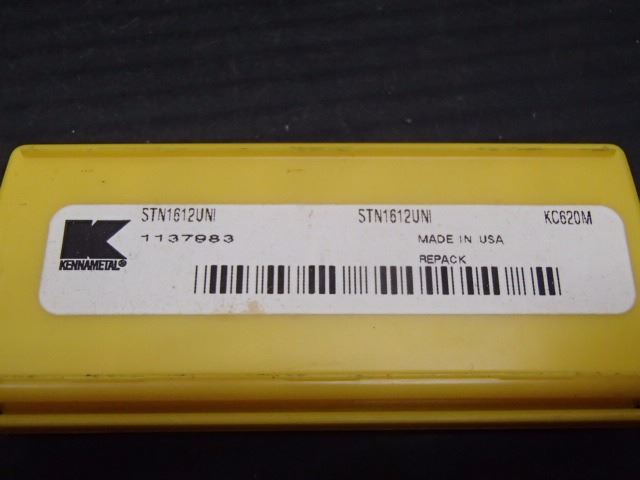 STN1612UNI STN1612UNI KC620M
1137983 MADE IN USA
REPACK
KENNAMETAL®